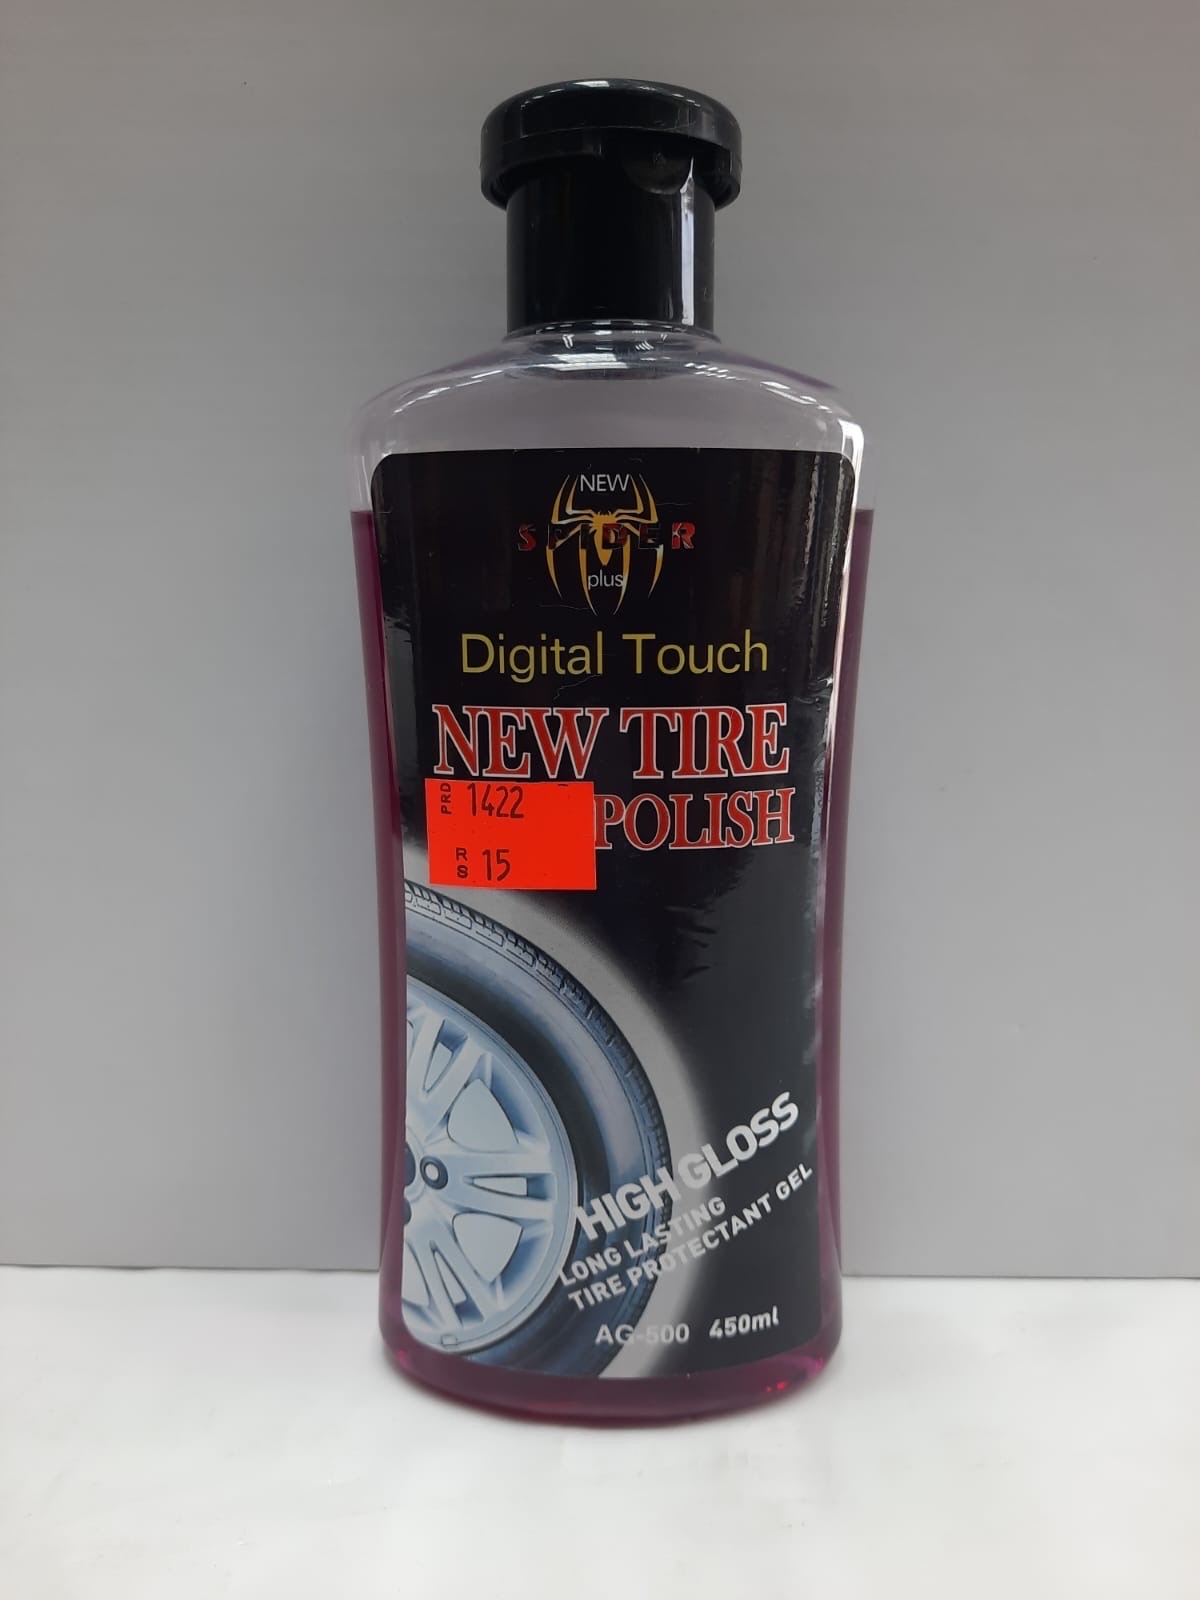 NEW
SPIDER
plus
Digital Touch
NEW TIRE
POLISH
PRD 1422
RS 15
HIGH GLOSS
LONG LASTING
TIRE PROTECTANT GEL
AG-500 450ml